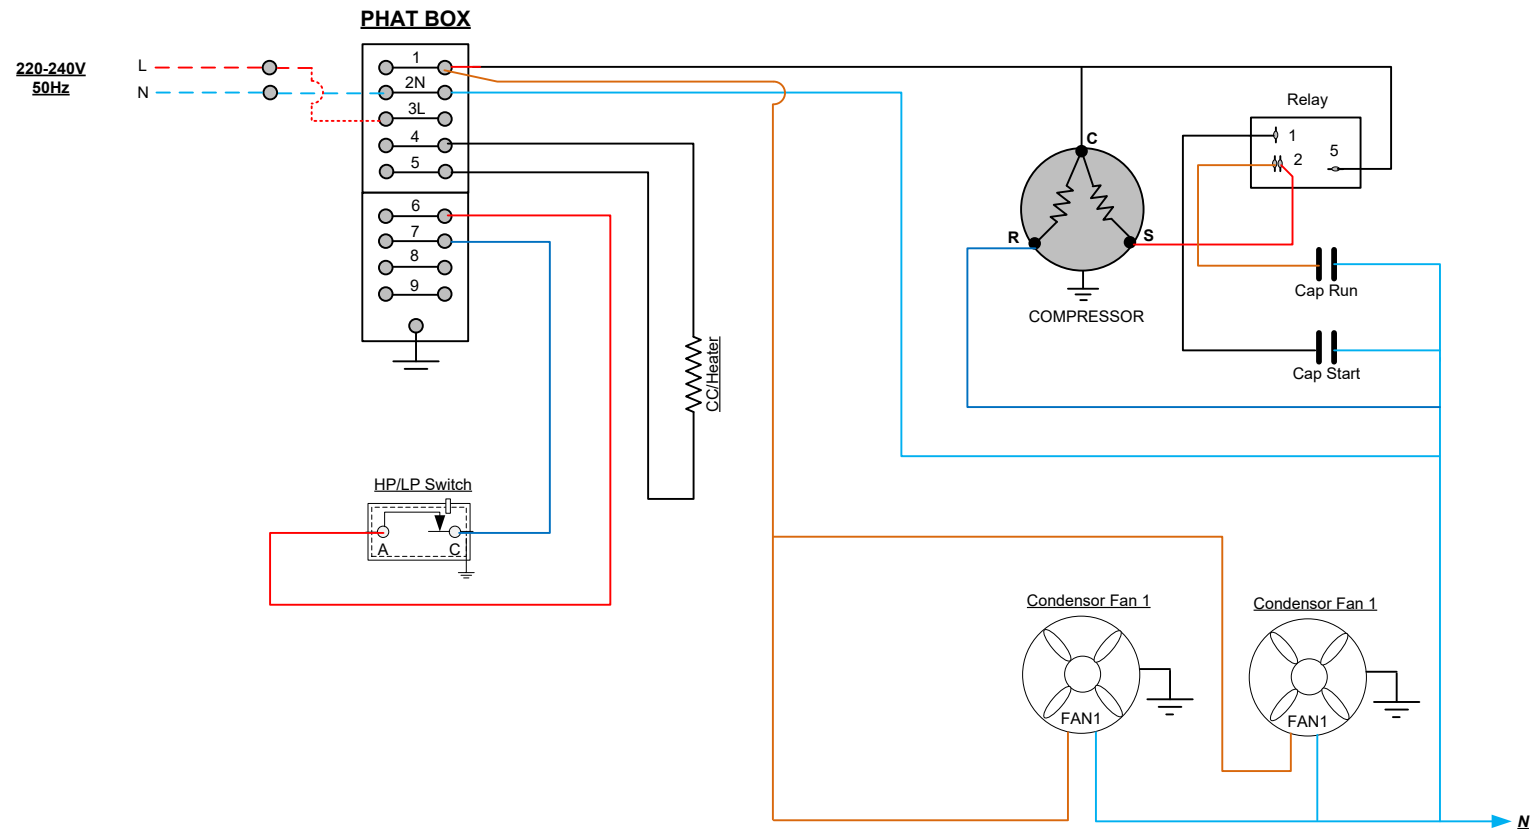 PHAT BOX
220-240V
50Hz
L
N
1
2N
3L
4
5
6
7
8
9
Relay
1
2
5
C
R
S
COMPRESSOR
Cap Run
Cap Start
CC/Heater
HP/LP Switch
A
C
Condensor Fan 1
FAN1
Condensor Fan 1
FAN1
N